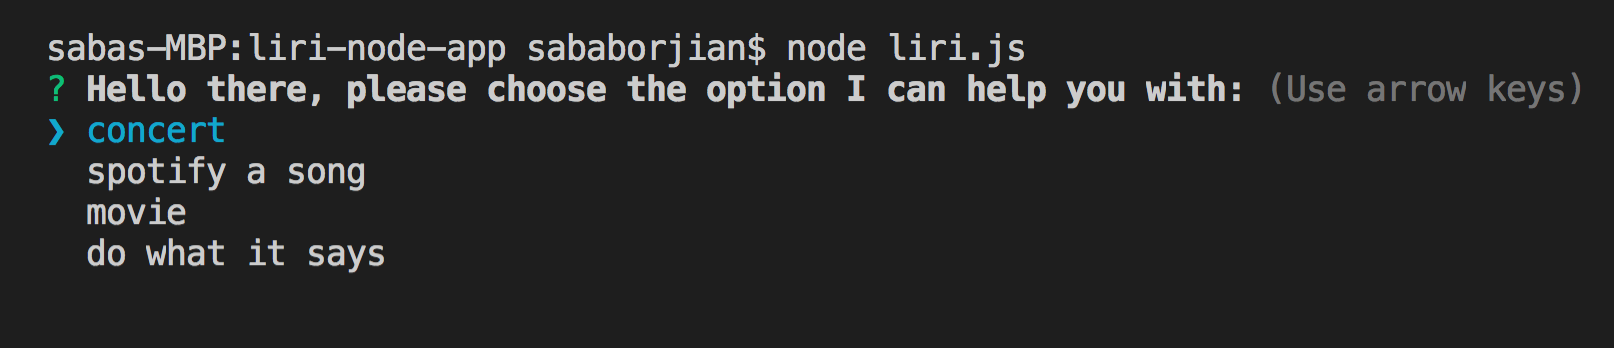 sabas-MBP:liri-node-app sababorjian$ node liri.js
? Hello there, please choose the option I can help you with: (Use arrow keys)
❯ concert
  spotify a song
  movie
  do what it says